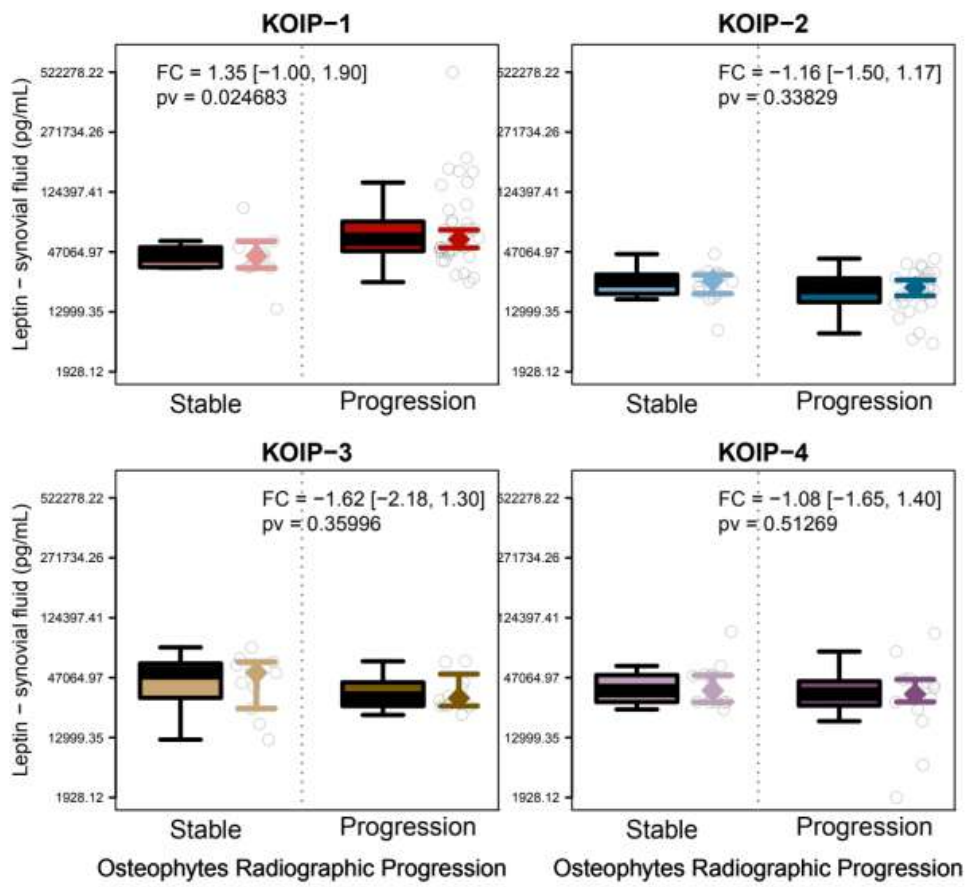 KOIP−1
KOIP−2
Leptin − synovial fluid (pg/mL)
522278.22
271734.26
124397.41
47064.97
12999.35
1928.12
FC = 1.35 [−1.00, 1.90]
pv = 0.024683
Stable
Progression
522278.22
271734.26
124397.41
47064.97
12999.35
1928.12
FC = −1.16 [−1.50, 1.17]
pv = 0.33829
Stable
Progression
KOIP−3
KOIP−4
Leptin − synovial fluid (pg/mL)
522278.22
271734.26
124397.41
47064.97
12999.35
1928.12
FC = −1.62 [−2.18, 1.30]
pv = 0.35996
Stable
Progression
Osteophytes Radiographic Progression
522278.22
271734.26
124397.41
47064.97
12999.35
1928.12
FC = −1.08 [−1.65, 1.40]
pv = 0.51269
Stable
Progression
Osteophytes Radiographic Progression